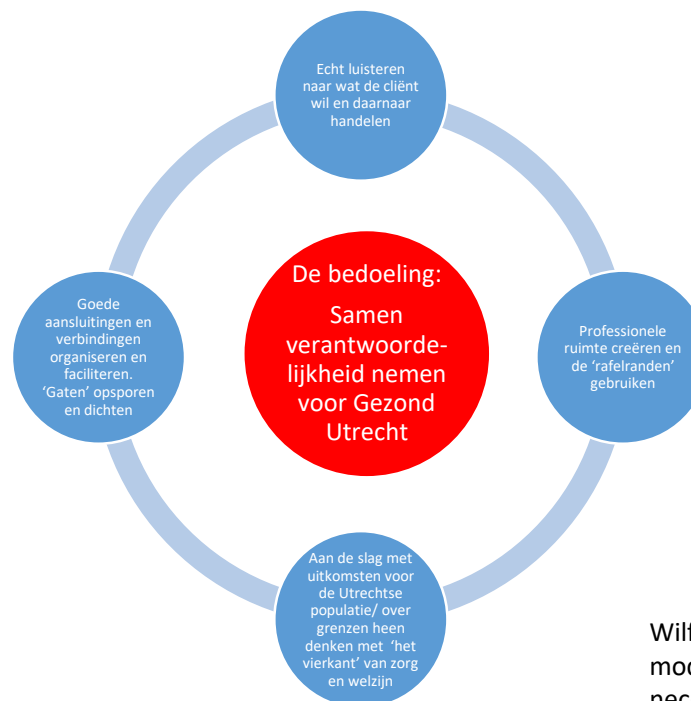 Echt luisteren
naar wat de cliënt
wil en daarnaar
handelen
De bedoeling:
Samen
verantwoorde-
lijkheid nemen
voor Gezond
Utrecht
Goede
aansluitingen en
verbindingen
organiseren en
faciliteren.
‘Gaten’ opsporen
en dichten
Professionele
ruimte creëren en
de ‘rafelranden’
gebruiken
Aan de slag met
uitkomsten voor
de Utrechtse
populatie/ over
grenzen heen
denken met ‘het
vierkant’ van zorg
en welzijn